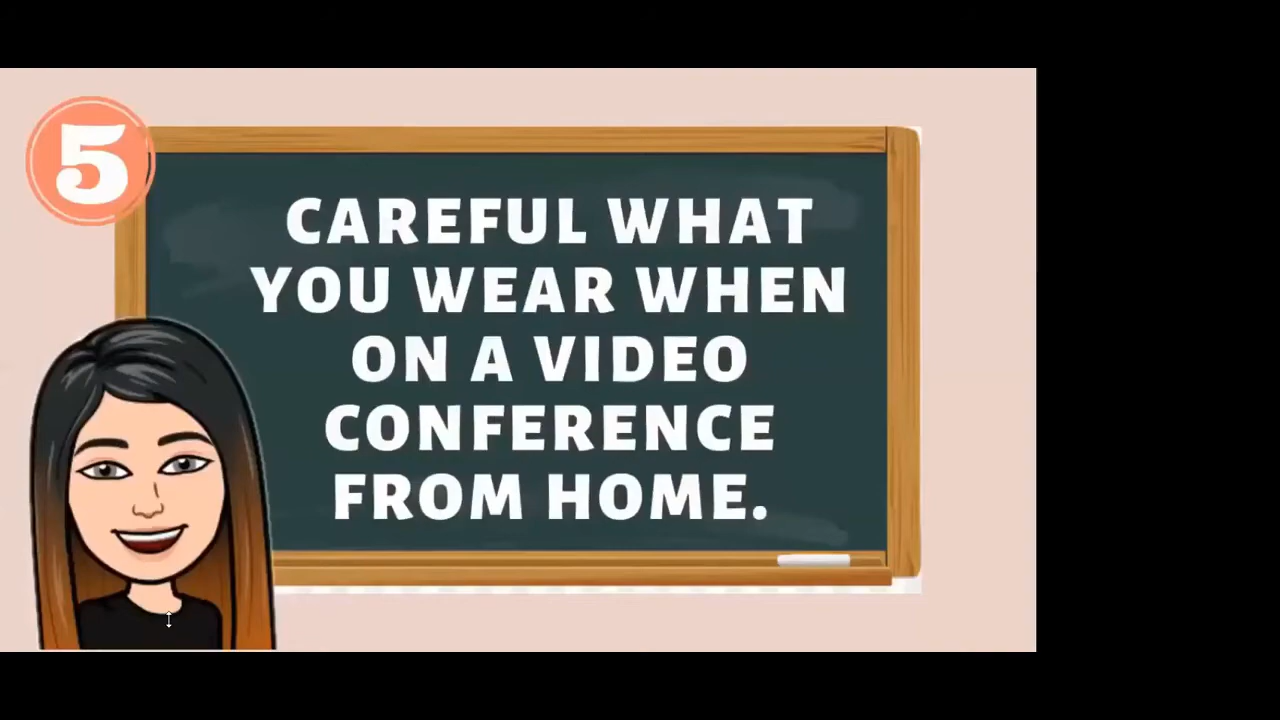 5
CAREFUL WHAT
YOU WEAR WHEN
ON A VIDEO
CONFERENCE
FROM HOME.